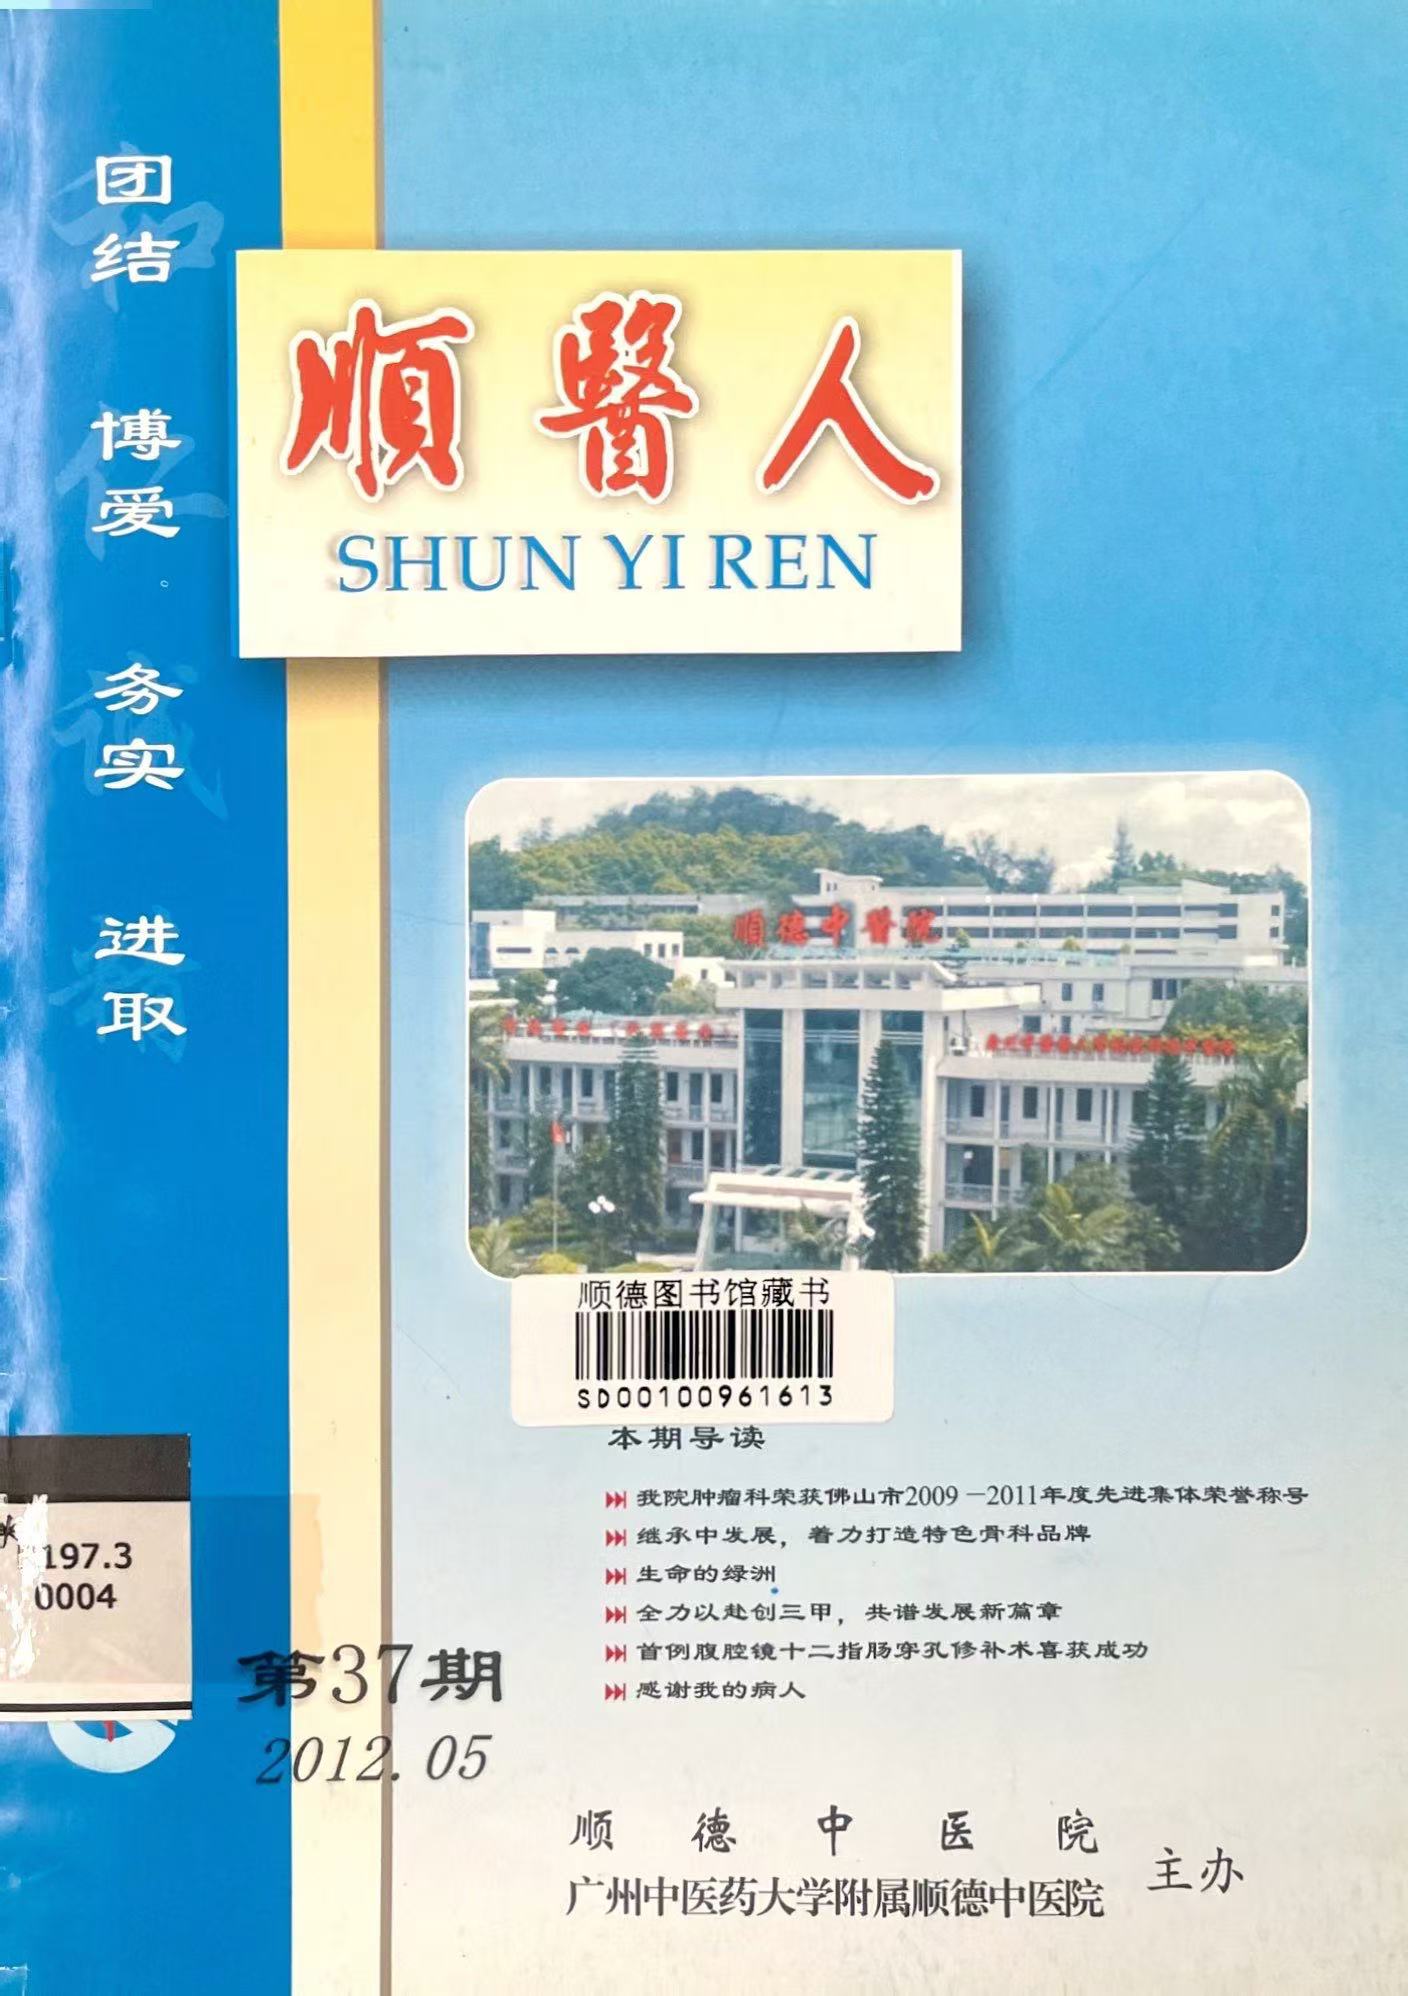 团结 博爱 务实 进取
和 仁 诚
順醫人
SHUN YI REN
順德中醫院
顺德图书馆藏书
SD00100961613
本期导读
我院肿瘤科荣获佛山市2009－2011年度先进集体荣誉称号
继承中发展，着力打造特色骨科品牌
生命的绿洲
全力以赴创三甲，共谱发展新篇章
首例腹腔镜十二指肠穿孔修补术喜获成功
感谢我的病人
197.3
0004
第37期
2012.05
顺德中医院
广州中医药大学附属顺德中医院
主办